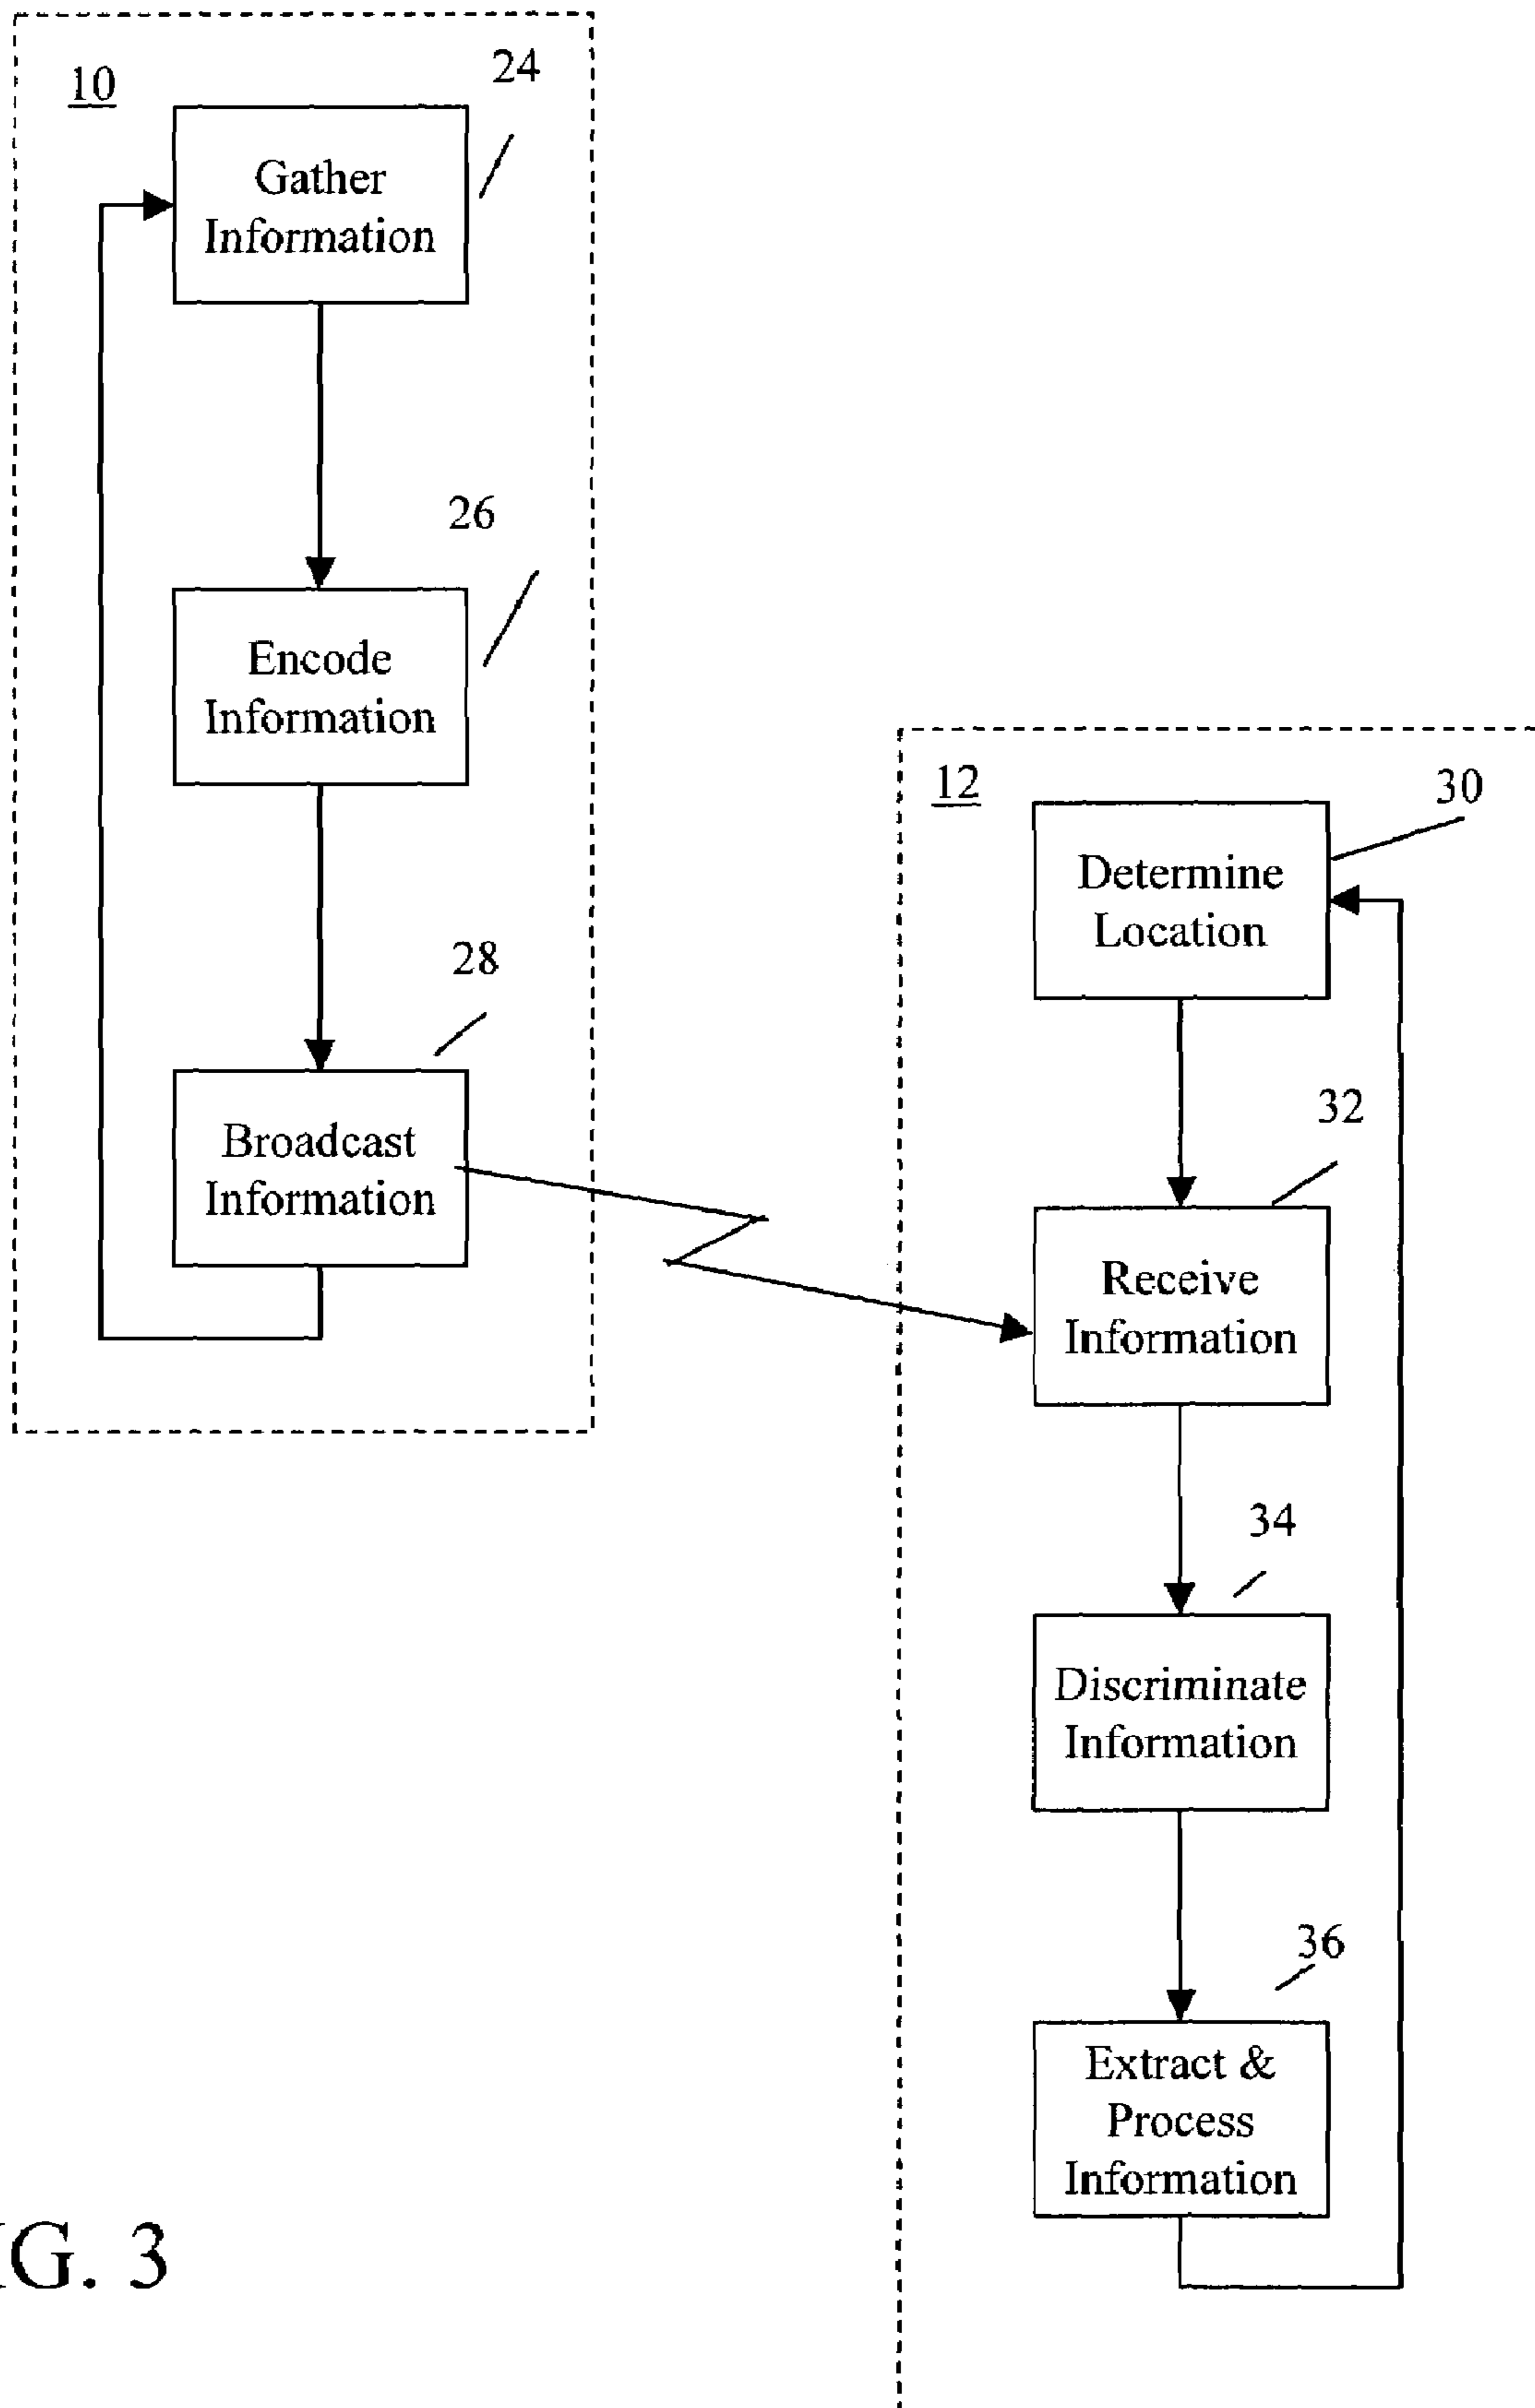 10
24
Gather
Information
26
Encode
Information
28
Broadcast
Information
12
30
Determine
Location
32
Receive
Information
34
Discriminate
Information
36
Extract &
Process
Information
G. 3